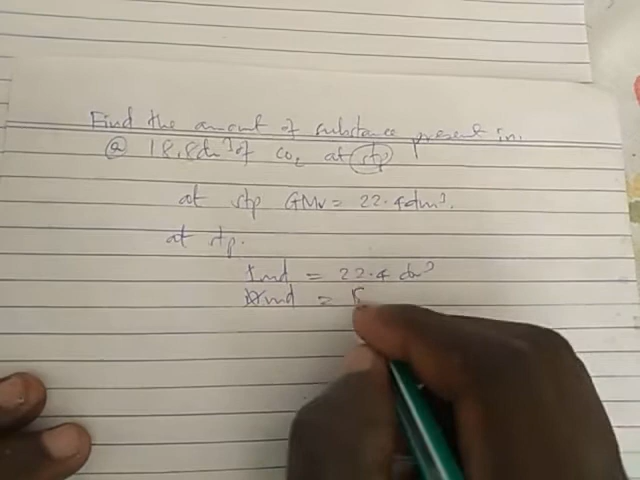 Find the amount of substance present in.
@ 18.8dm³ of CO₂ at stp
at stp GMV = 22.4dm³.
at stp.
1mol = 22.4 dm³
xmol =